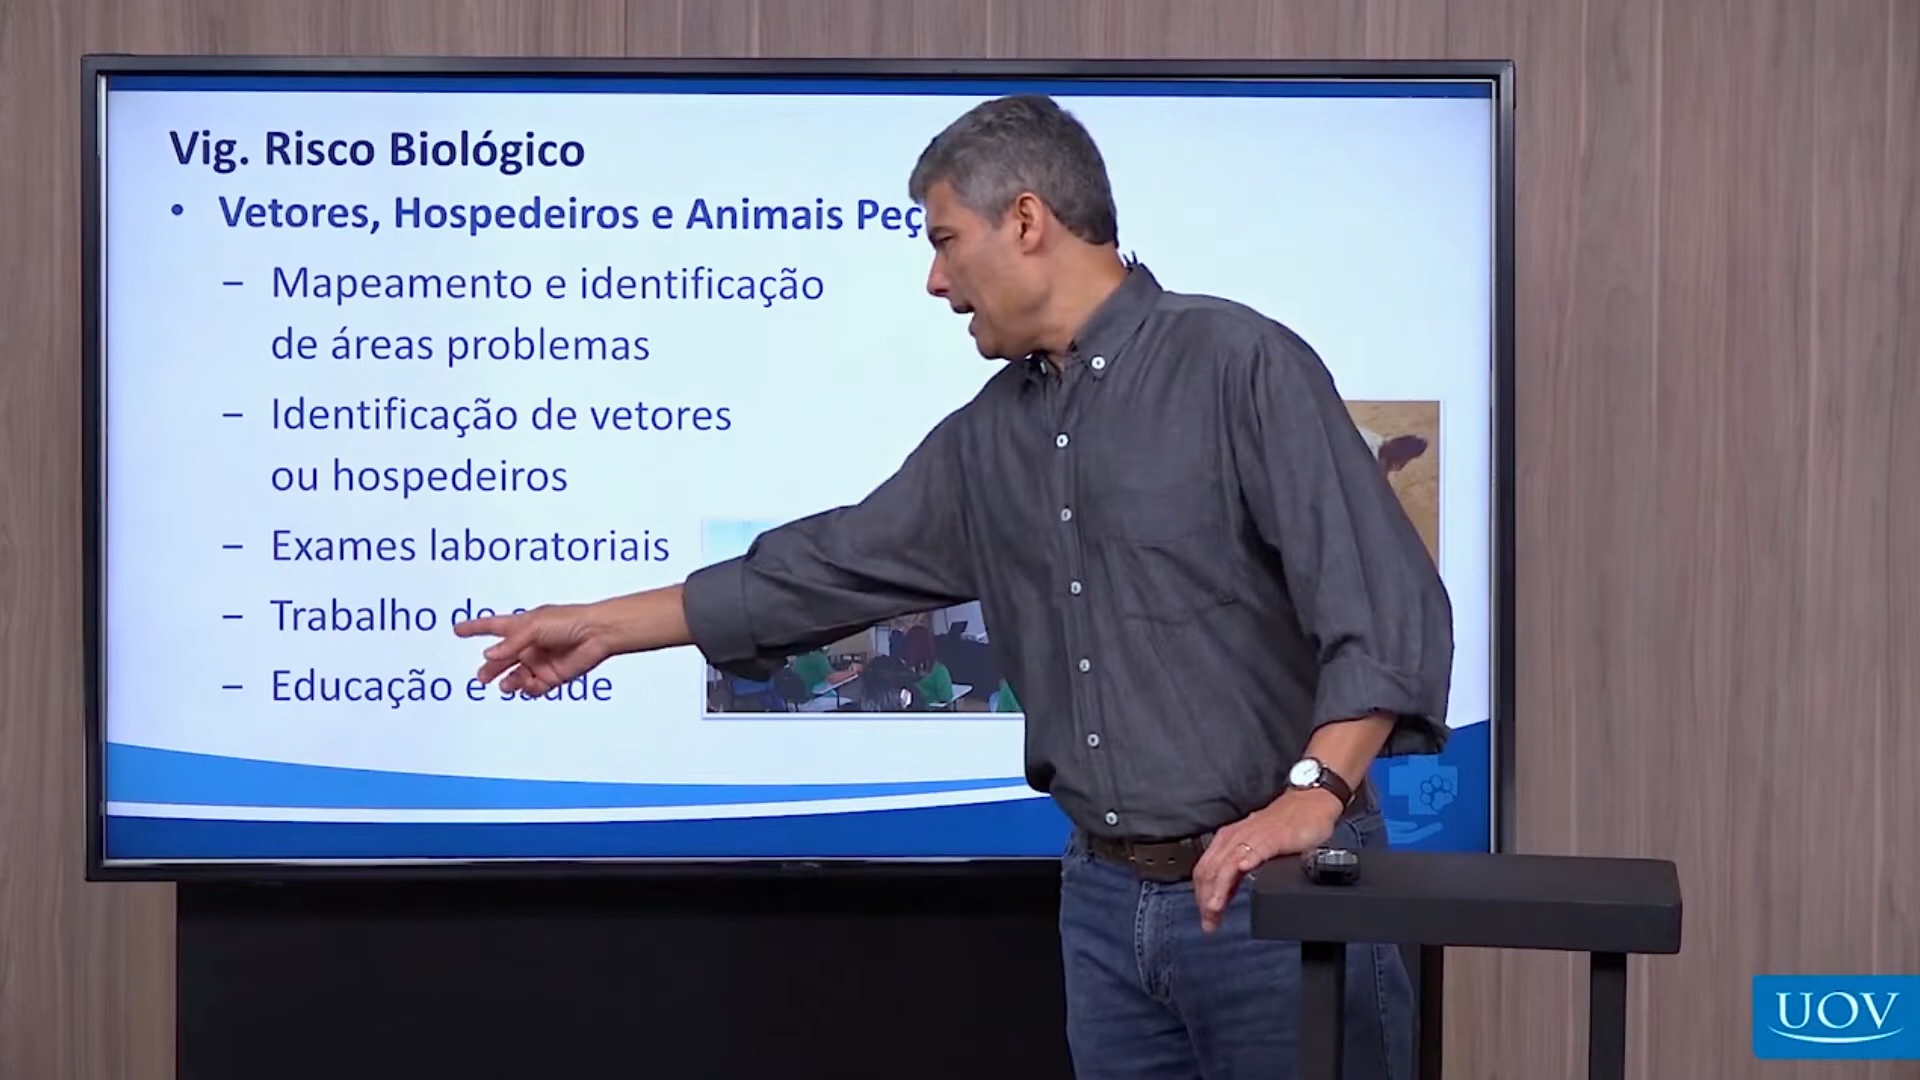 Vig. Risco Biológico
• Vetores, Hospedeiros e Animais
– Mapeamento e identificação
de áreas problemas
– Identificação de vetores
ou hospedeiros
– Exames laboratoriais
– Trabalho
– Educação e saúde
UOV